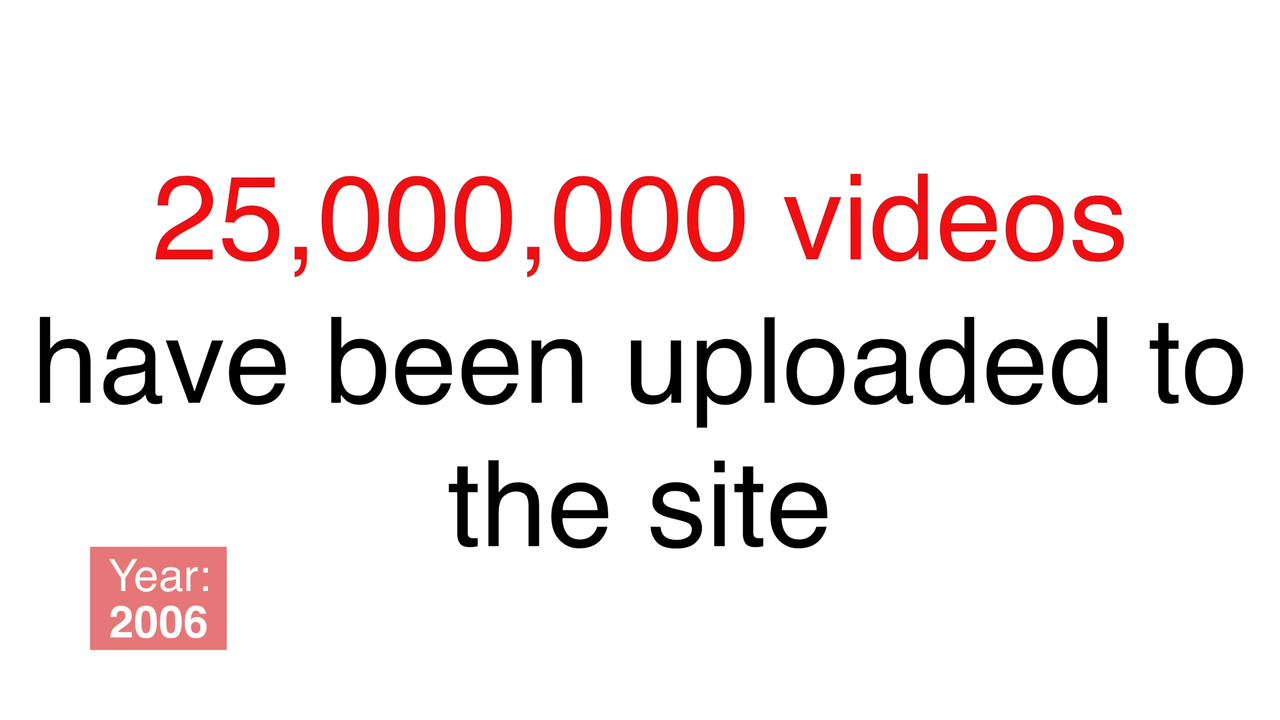 25,000,000 videos
have been uploaded to
the site
Year:
2006